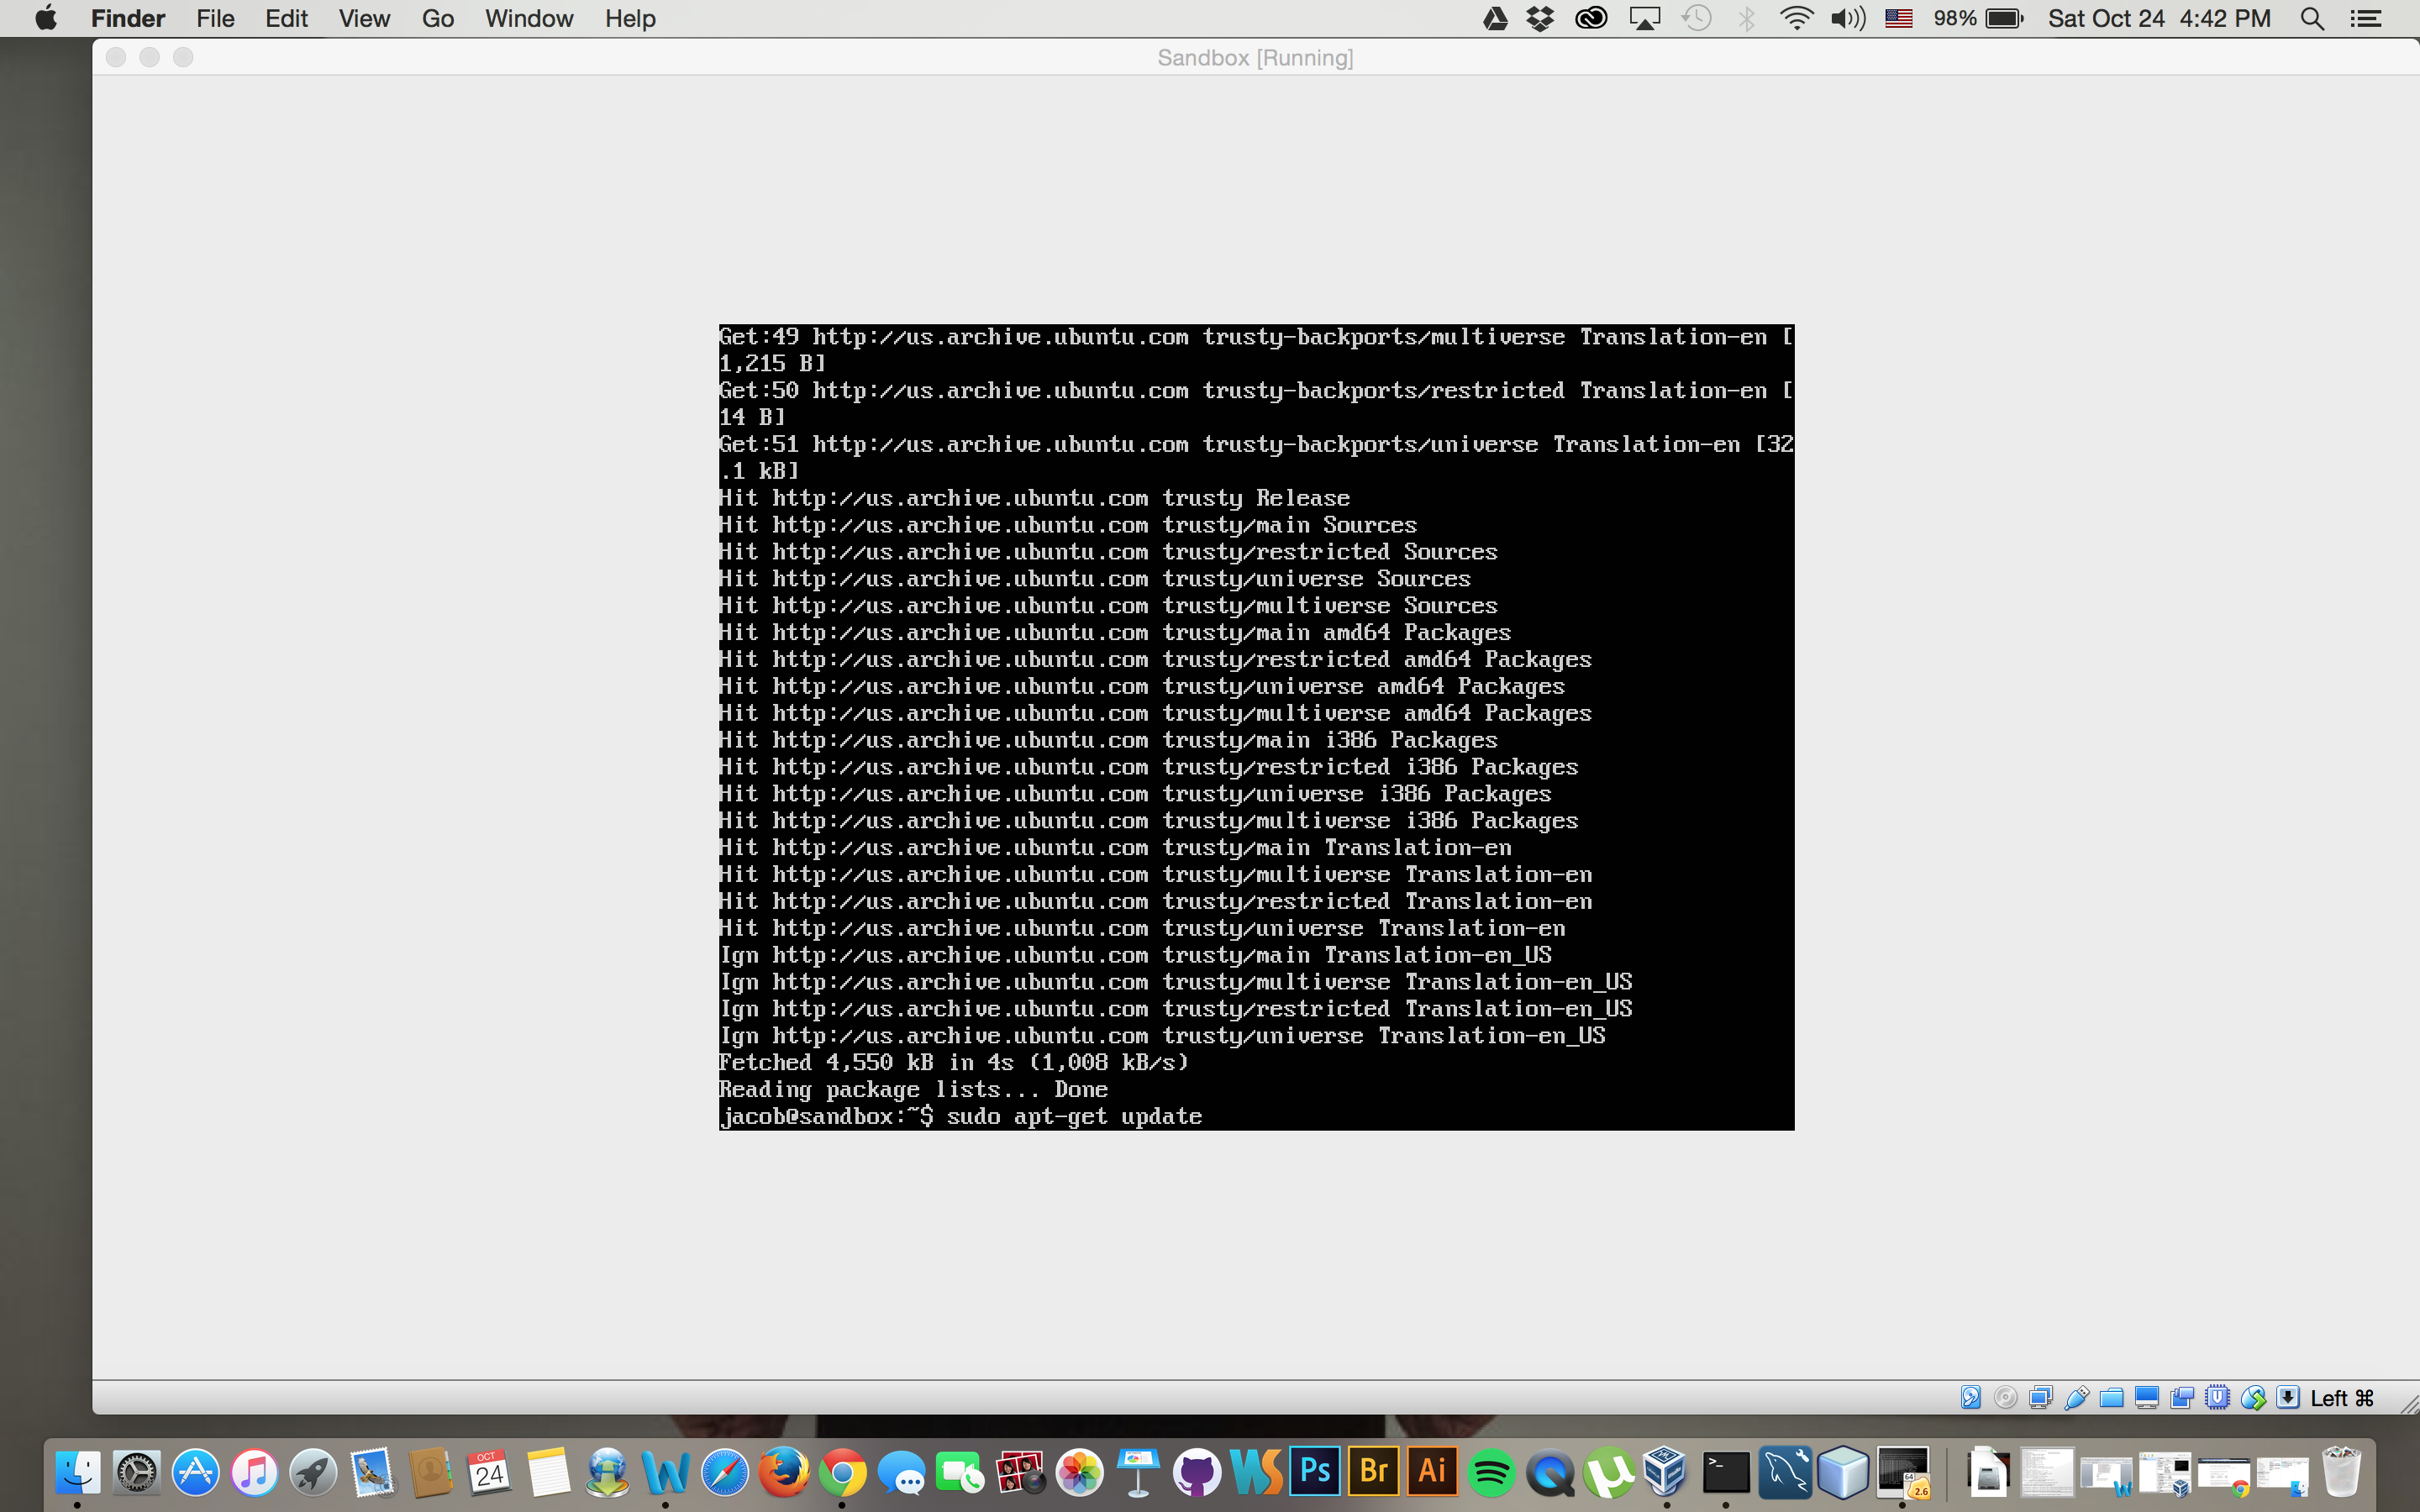 Finder File Edit View Go Window Help 98% Sat Oct 24 4:42 PM
Sandbox [Running]
Get:49 http://us.archive.ubuntu.com trusty-backports/multiverse Translation-en [
1,215 B]
Get:50 http://us.archive.ubuntu.com trusty-backports/restricted Translation-en [
14 B]
Get:51 http://us.archive.ubuntu.com trusty-backports/universe Translation-en [32
.1 kB]
Hit http://us.archive.ubuntu.com trusty Release
Hit http://us.archive.ubuntu.com trusty/main Sources
Hit http://us.archive.ubuntu.com trusty/restricted Sources
Hit http://us.archive.ubuntu.com trusty/universe Sources
Hit http://us.archive.ubuntu.com trusty/multiverse Sources
Hit http://us.archive.ubuntu.com trusty/main amd64 Packages
Hit http://us.archive.ubuntu.com trusty/restricted amd64 Packages
Hit http://us.archive.ubuntu.com trusty/universe amd64 Packages
Hit http://us.archive.ubuntu.com trusty/multiverse amd64 Packages
Hit http://us.archive.ubuntu.com trusty/main i386 Packages
Hit http://us.archive.ubuntu.com trusty/restricted i386 Packages
Hit http://us.archive.ubuntu.com trusty/universe i386 Packages
Hit http://us.archive.ubuntu.com trusty/multiverse i386 Packages
Hit http://us.archive.ubuntu.com trusty/main Translation-en
Hit http://us.archive.ubuntu.com trusty/multiverse Translation-en
Hit http://us.archive.ubuntu.com trusty/restricted Translation-en
Hit http://us.archive.ubuntu.com trusty/universe Translation-en
Ign http://us.archive.ubuntu.com trusty/main Translation-en_US
Ign http://us.archive.ubuntu.com trusty/multiverse Translation-en_US
Ign http://us.archive.ubuntu.com trusty/restricted Translation-en_US
Ign http://us.archive.ubuntu.com trusty/universe Translation-en_US
Fetched 4,550 kB in 4s (1,008 kB/s)
Reading package lists... Done
jacob@sandbox:~$ sudo apt-get update
Left ⌘
OCT
24 W WS Ps Br Ai µ >_ 64 2.6